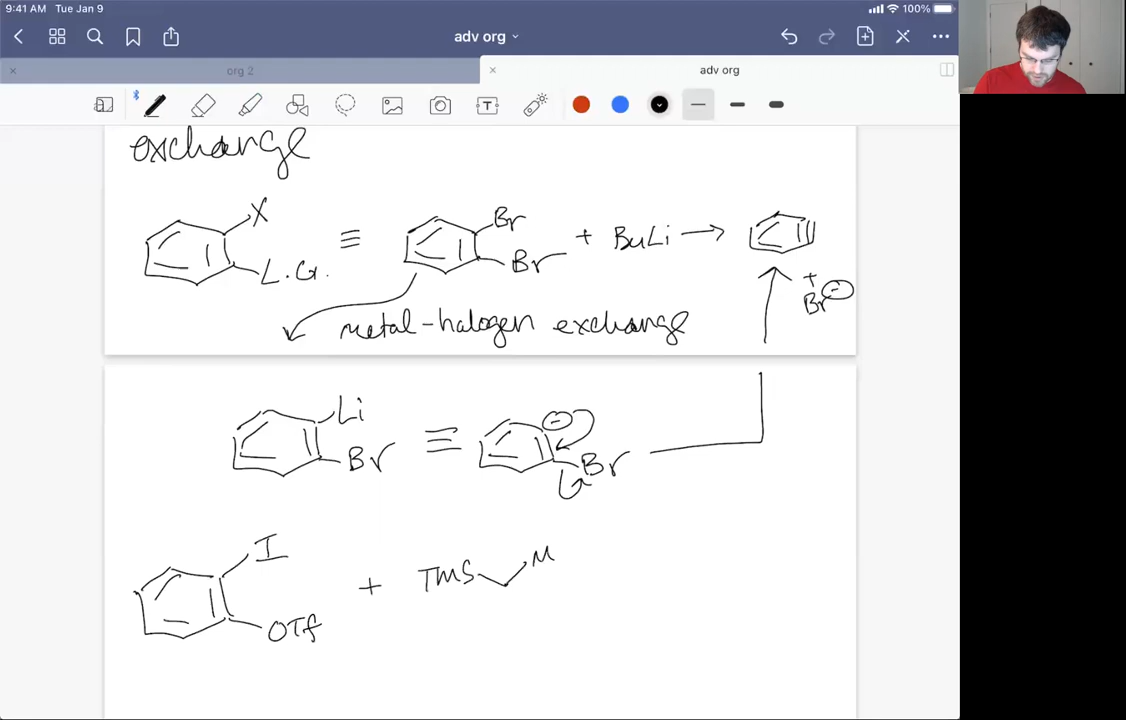 9:41 AM Tue Jan 9
100%
adv org
org 2
adv org
exchange
X
L.G.
≡
Br
Br
+ BuLi →
+
Br⊖
metal-halogen exchange
Li
Br
≡
⊖
Br
I
OTf
+
TMS
M